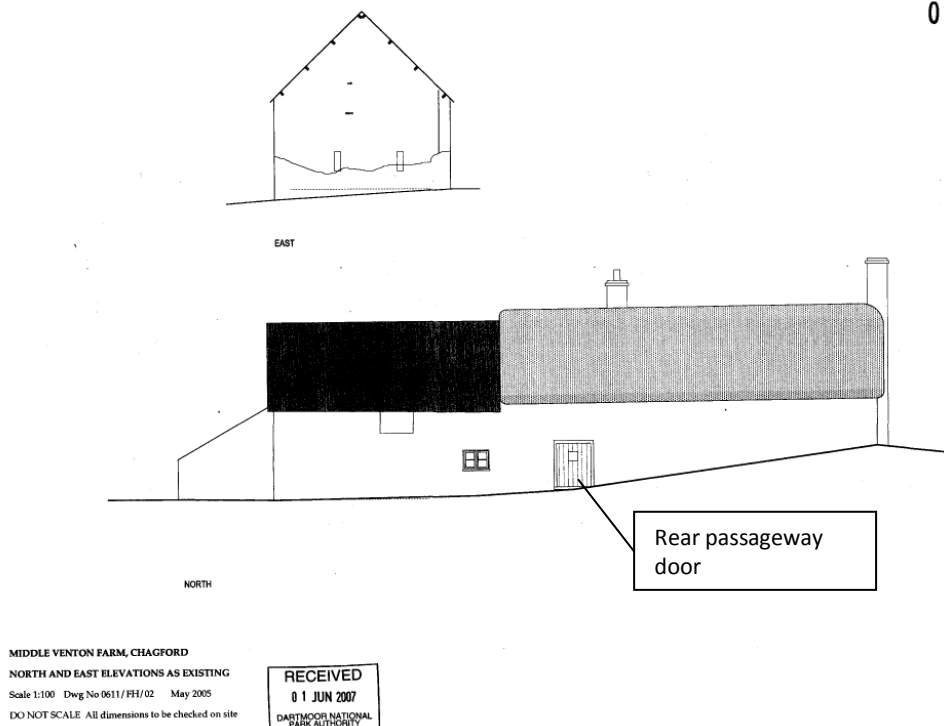 0
EAST
Rear passageway
door
NORTH
MIDDLE VENTON FARM, CHAGFORD
NORTH AND EAST ELEVATIONS AS EXISTING
Scale 1:100 Dwg No 0611/FH/02 May 2005
DO NOT SCALE All dimensions to be checked on site
RECEIVED
0 1 JUN 2007
DARTMOOR NATIONAL
PARK AUTHORITY